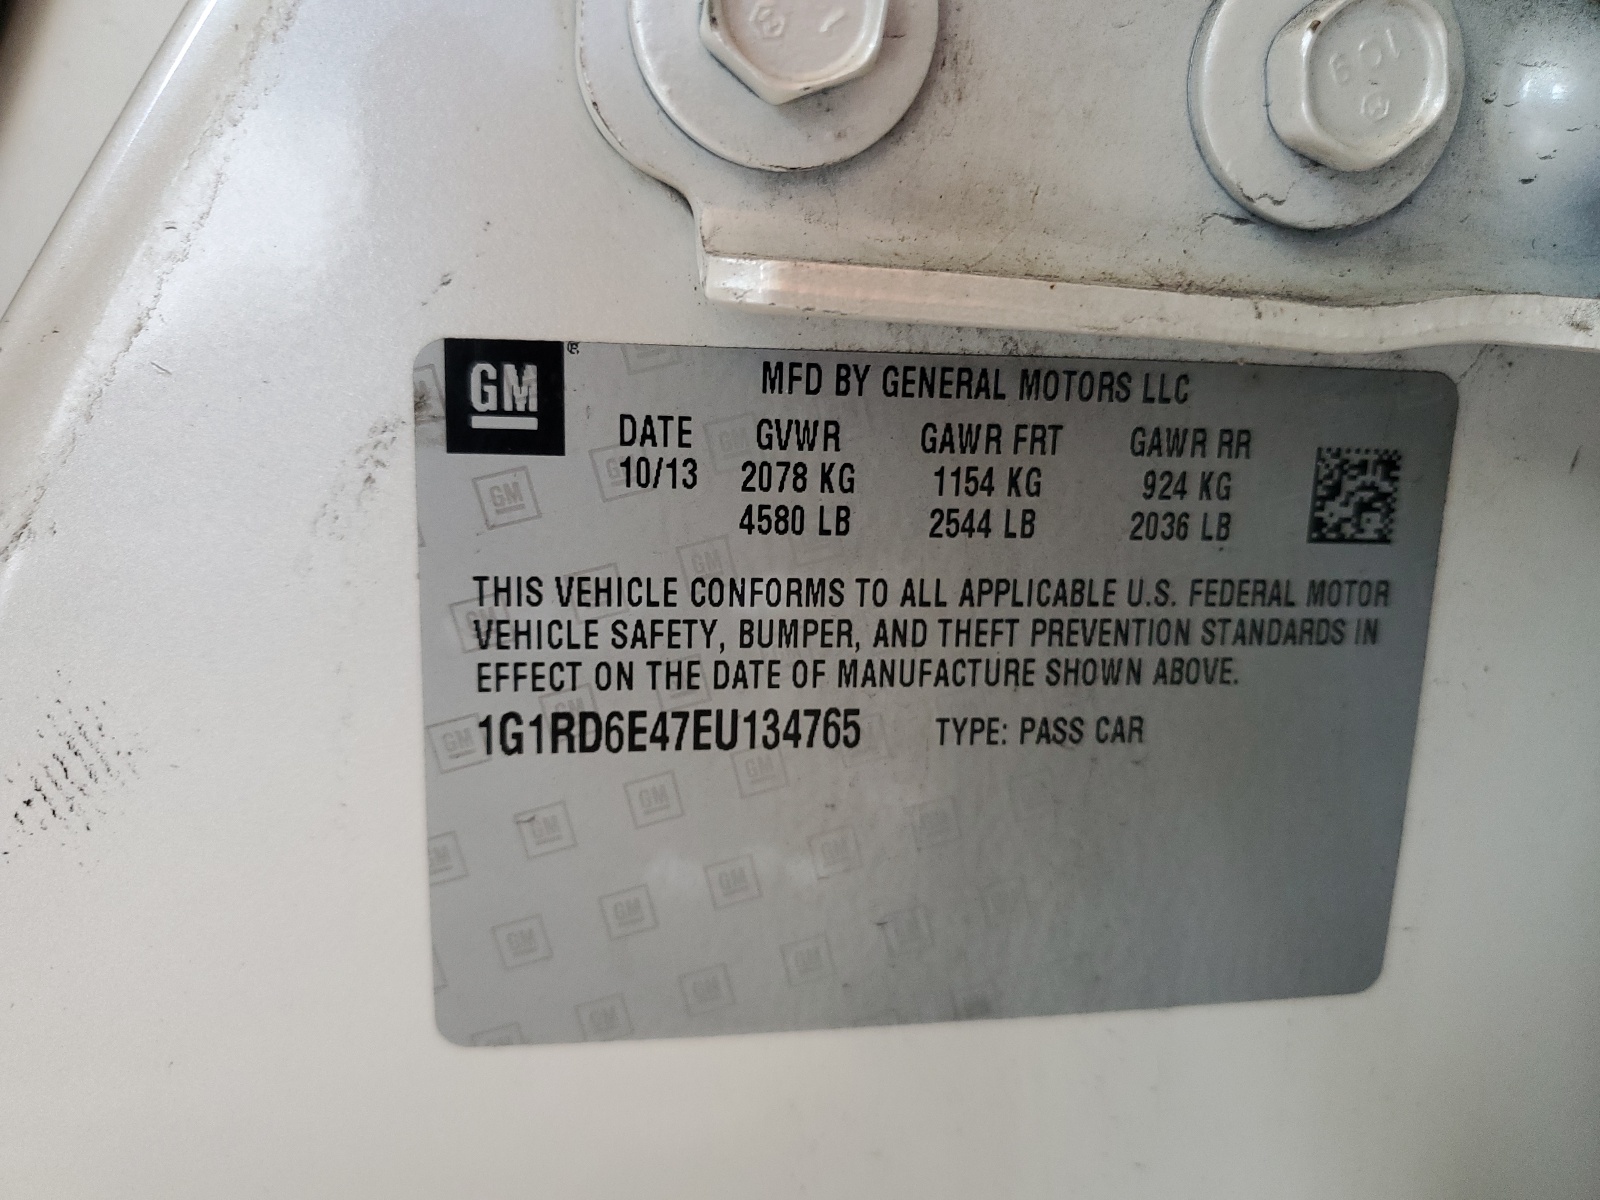 GM
MFD BY GENERAL MOTORS LLC
DATE GVWR GAWR FRT GAWR RR
10/13 2078 KG 1154 KG 924 KG
4580 LB 2544 LB 2036 LB
THIS VEHICLE CONFORMS TO ALL APPLICABLE U.S. FEDERAL MOTOR
VEHICLE SAFETY, BUMPER, AND THEFT PREVENTION STANDARDS IN
EFFECT ON THE DATE OF MANUFACTURE SHOWN ABOVE.
1G1RD6E47EU134765 TYPE: PASS CAR